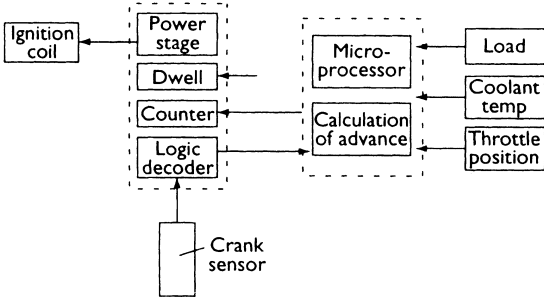 Ignition
coil
Power
stage
Dwell
Counter
Logic
decoder
Micro-
processor
Calculation
of advance
Load
Coolant
temp
Throttle
position
Crank
sensor